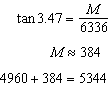 tan 3.47 = M/6336
M ≈ 384
4960 + 384 = 5344